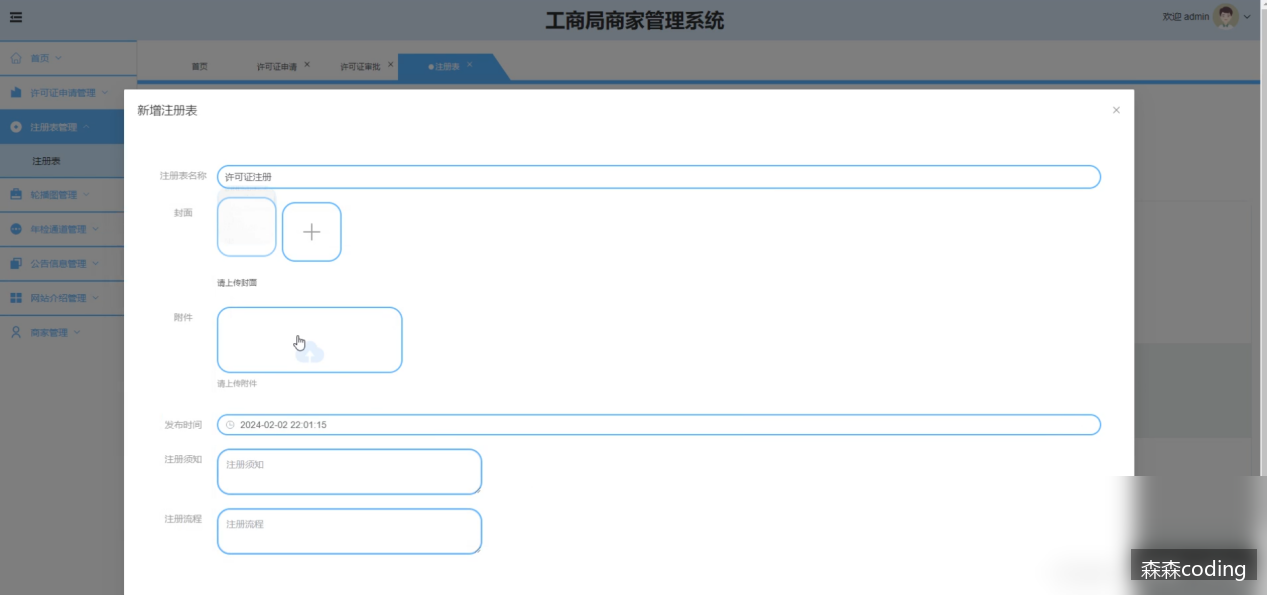 工商局商家管理系统
欢迎 admin
首页
首页
许可证申请
许可证审批
注册表
许可证申请管理
注册表管理
注册表
轮播图管理
年检通道管理
公告信息管理
网站介绍管理
商家管理
新增注册表
注册表名称
许可证注册
封面
请上传封面
附件
请上传附件
发布时间
2024-02-02 22:01:15
注册须知
注册须知
注册流程
注册流程
森森coding